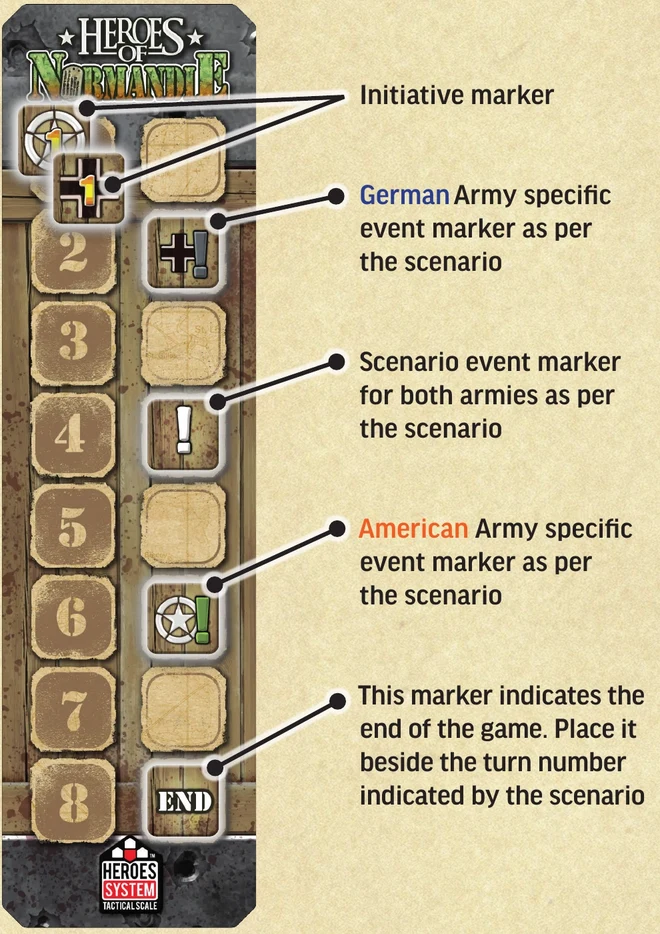 HEROES
OF
NORMANDIE
1
1
2
3
4
!
5
6
!
7
8
END
!
HEROES
SYSTEM
TACTICAL SCALE
TM
Initiative marker
German Army specific
event marker as per
the scenario
Scenario event marker
for both armies as per
the scenario
American Army specific
event marker as per
the scenario
This marker indicates the
end of the game. Place it
beside the turn number
indicated by the scenario